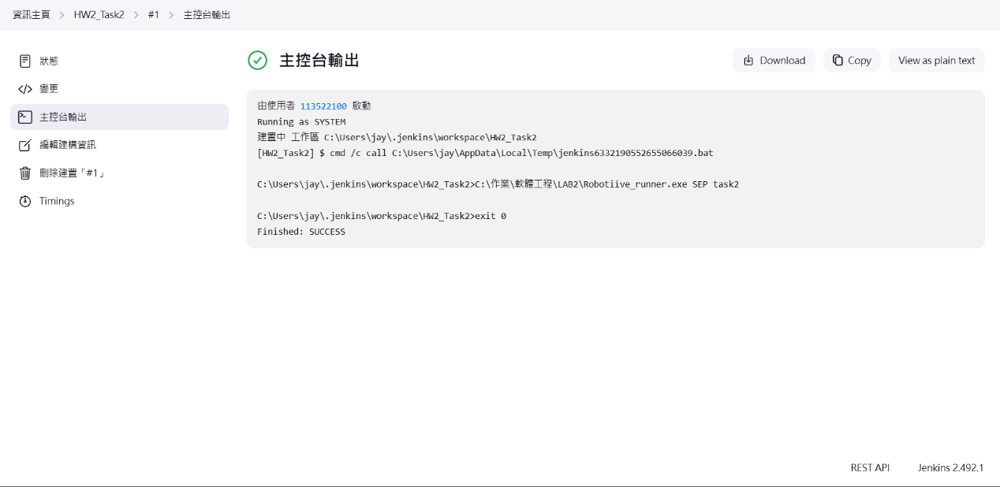 資訊主頁 > HW2_Task2 > #1 > 主控台輸出
狀態
變更
主控台輸出
編輯建構資訊
刪除建置「#1」
Timings
主控台輸出
Download
Copy
View as plain text
由使用者 113522100 啟動
Running as SYSTEM
建置中 工作區 C:\Users\jay\.jenkins\workspace\HW2_Task2
[HW2_Task2] $ cmd /c call C:\Users\jay\AppData\Local\Temp\jenkins6332190552655066039.bat
C:\Users\jay\.jenkins\workspace\HW2_Task2>C:\作業\軟體工程\LAB2\Robotiive_runner.exe SEP task2
C:\Users\jay\.jenkins\workspace\HW2_Task2>exit 0
Finished: SUCCESS
REST API
Jenkins 2.492.1